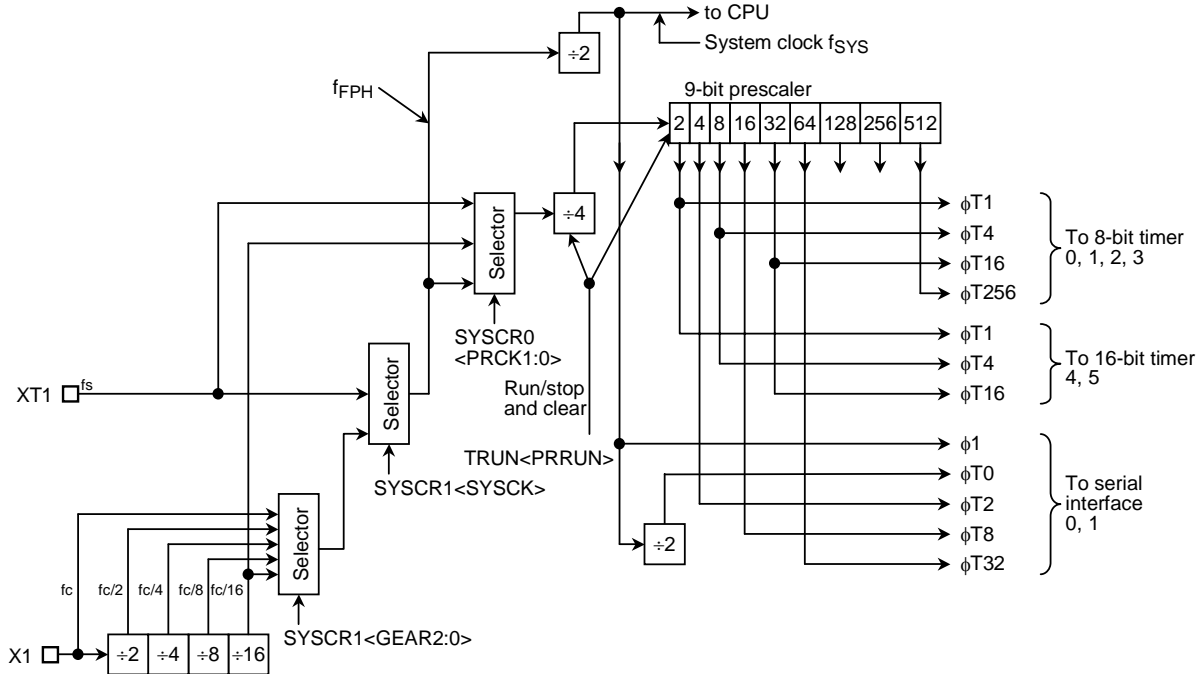 to CPU
System clock fSYS
÷2
fFPH
9-bit prescaler
2 4 8 16 32 64 128 256 512
÷4
Selector
SYSCR0
<PRCK1:0>
ϕT1
ϕT4
ϕT16
ϕT256
To 8-bit timer
0, 1, 2, 3
ϕT1
ϕT4
ϕT16
To 16-bit timer
4, 5
XT1
fs
Selector
Run/stop
and clear
TRUN<PRRUN>
SYSCR1<SYSCK>
ϕ1
ϕT0
ϕT2
ϕT8
ϕT32
To serial
interface
0, 1
÷2
Selector
fc
fc/2
fc/4
fc/8
fc/16
SYSCR1<GEAR2:0>
X1
÷2 ÷4 ÷8 ÷16